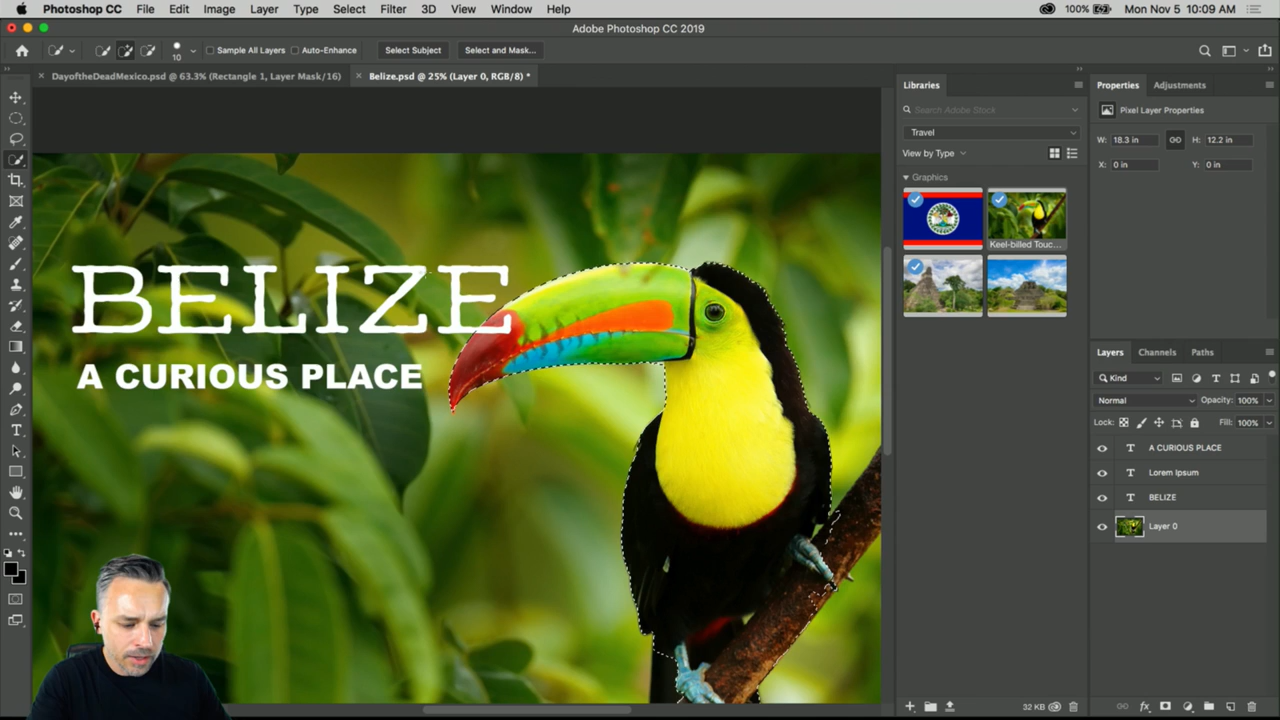 Photoshop CC File Edit Image Layer Type Select Filter 3D View Window Help 100% Mon Nov 5 10:09 AM
Adobe Photoshop CC 2019
10 Sample All Layers Auto-Enhance Select Subject Select and Mask...
DayoftheDeadMexico.psd @ 63.3% (Rectangle 1, Layer Mask/16) Belize.psd @ 25% (Layer 0, RGB/8) *
BELIZE
A CURIOUS PLACE
Libraries
Search Adobe Stock
Travel
View by Type
Graphics
Keel-billed Touc...
32 KB
Properties Adjustments
Pixel Layer Properties
W: 18.3 in H: 12.2 in
X: 0 in Y: 0 in
Layers Channels Paths
Kind
Normal Opacity: 100%
Lock: Fill: 100%
A CURIOUS PLACE
Lorem Ipsum
BELIZE
Layer 0